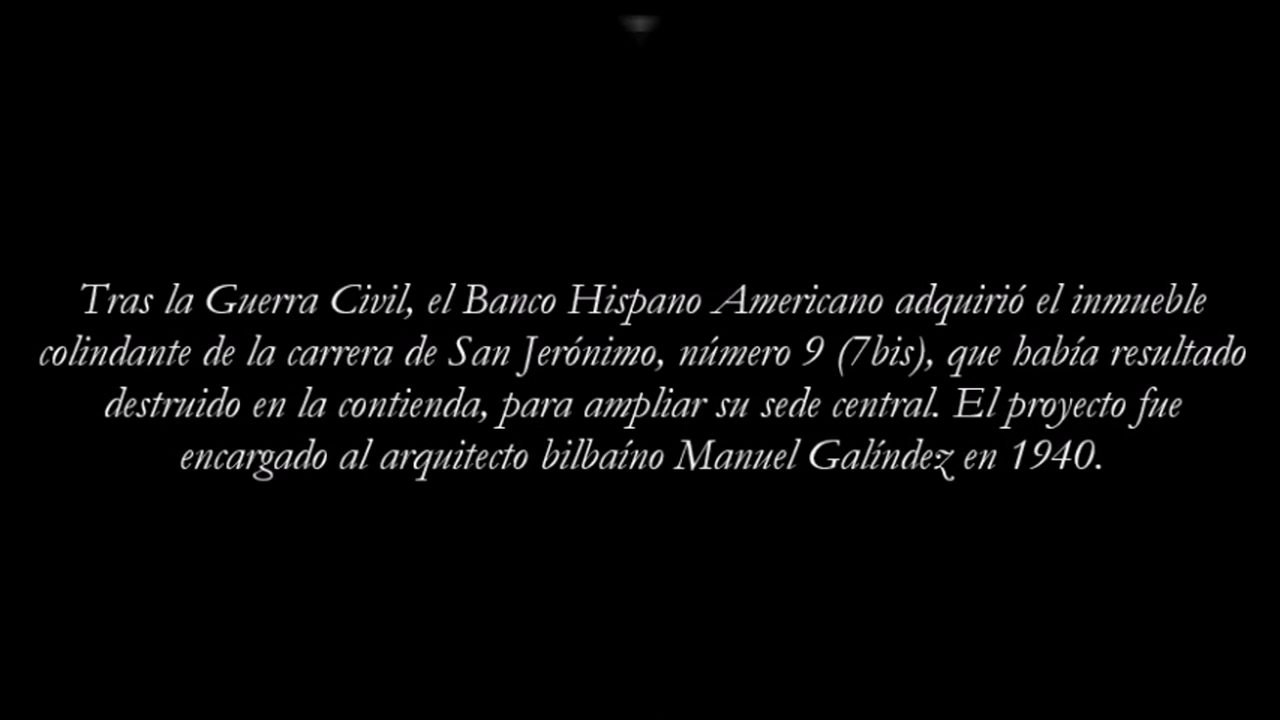 Tras la Guerra Civil, el Banco Hispano Americano adquirió el inmueble
colindante de la carrera de San Jerónimo, número 9 (7bis), que había resultado
destruido en la contienda, para ampliar su sede central. El proyecto fue
encargado al arquitecto bilbaíno Manuel Galíndez en 1940.